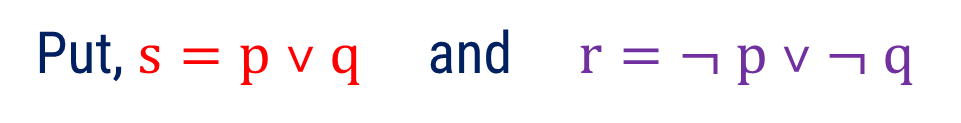 Put, s = p ∨ q and r = ¬ p ∨ ¬ q